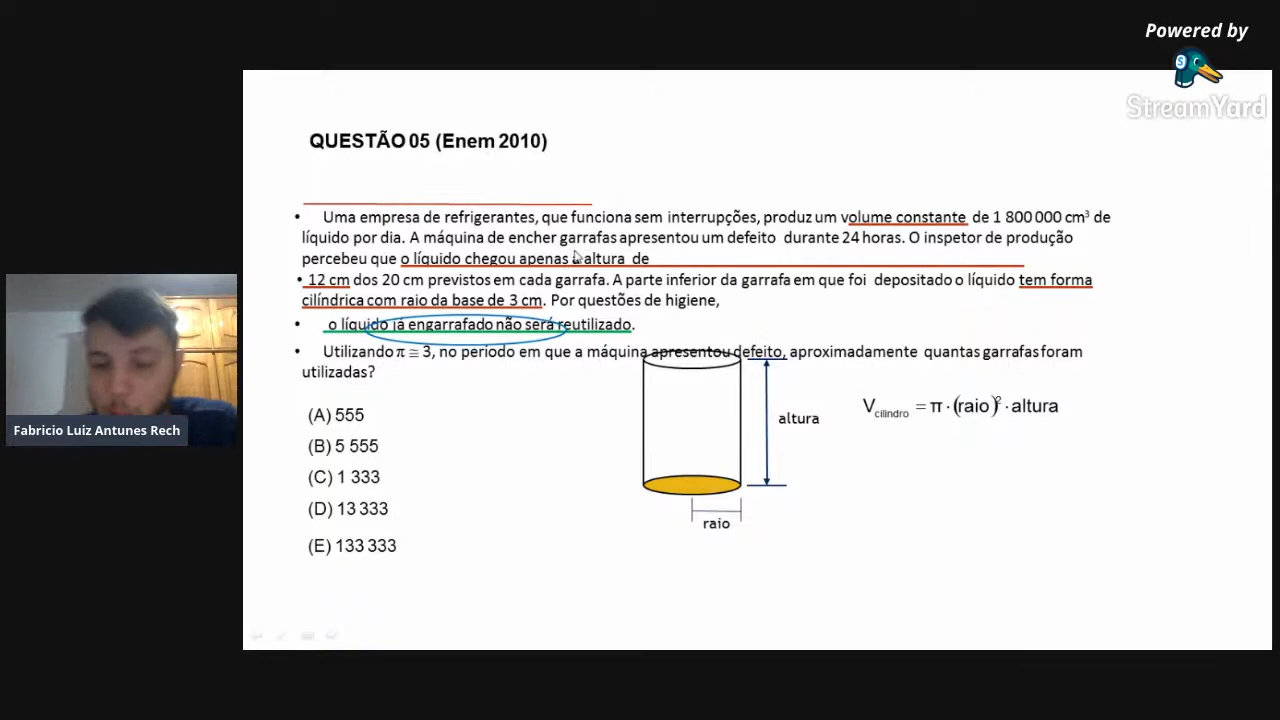 Powered by
StreamYard
QUESTÃO 05 (Enem 2010)
• Uma empresa de refrigerantes, que funciona sem interrupções, produz um volume constante de 1 800 000 cm³ de
líquido por dia. A máquina de encher garrafas apresentou um defeito durante 24 horas. O inspetor de produção
percebeu que o líquido chegou apenas à altura de
• 12 cm dos 20 cm previstos em cada garrafa. A parte inferior da garrafa em que foi depositado o líquido tem forma
cilíndrica com raio da base de 3 cm. Por questões de higiene,
• o líquido já engarrafado não será reutilizado.
• Utilizando π ≅ 3, no período em que a máquina apresentou defeito, aproximadamente quantas garrafas foram
utilizadas?
(A) 555
(B) 5 555
(C) 1 333
(D) 13 333
(E) 133 333
altura
raio
V cilindro = π · (raio)² · altura
Fabricio Luiz Antunes Rech